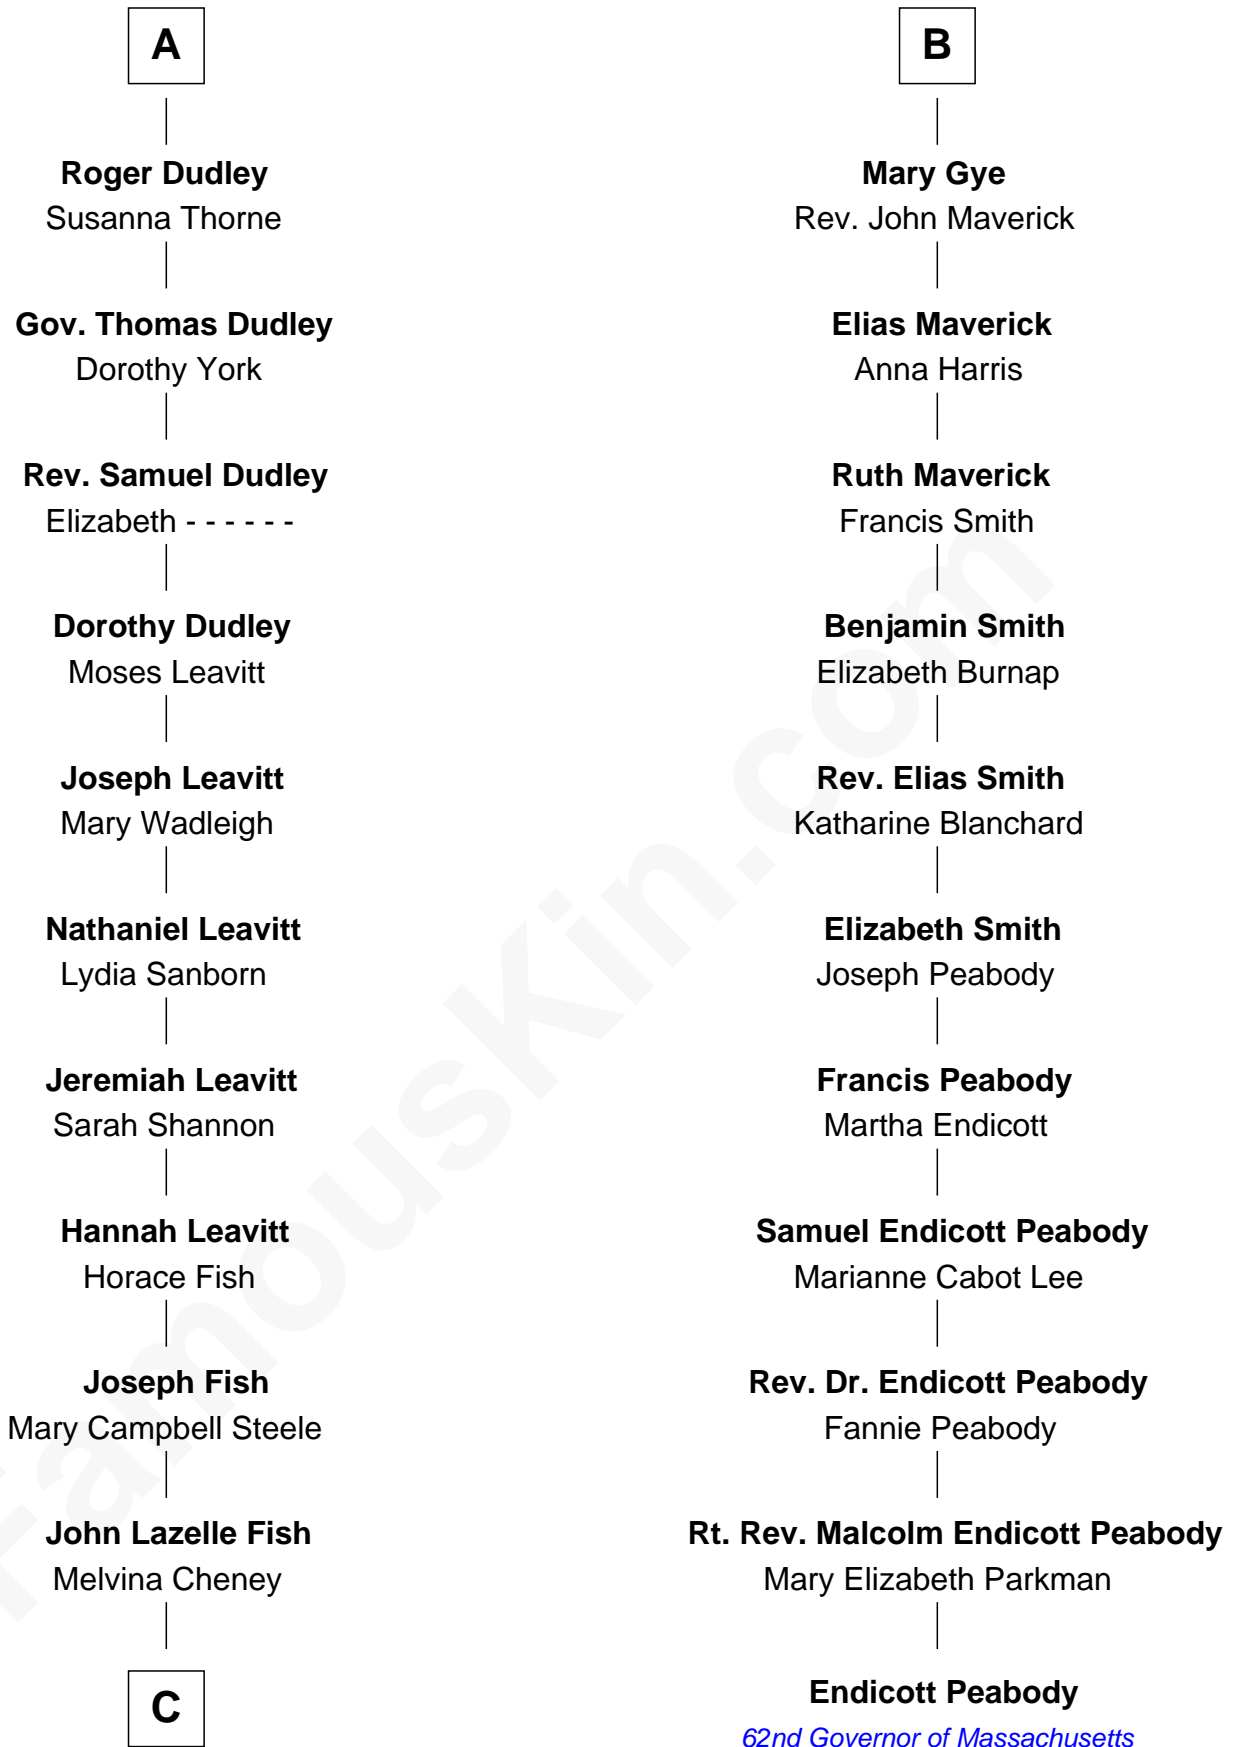 A
Roger Dudley
Susanna Thorne
Gov. Thomas Dudley
Dorothy York
Rev. Samuel Dudley
Elizabeth - - - - - -
Dorothy Dudley
Moses Leavitt
Joseph Leavitt
Mary Wadleigh
Nathaniel Leavitt
Lydia Sanborn
Jeremiah Leavitt
Sarah Shannon
Hannah Leavitt
Horace Fish
Joseph Fish
Mary Campbell Steele
John Lazelle Fish
Melvina Cheney
C
B
Mary Gye
Rev. John Maverick
Elias Maverick
Anna Harris
Ruth Maverick
Francis Smith
Benjamin Smith
Elizabeth Burnap
Rev. Elias Smith
Katharine Blanchard
Elizabeth Smith
Joseph Peabody
Francis Peabody
Martha Endicott
Samuel Endicott Peabody
Marianne Cabot Lee
Rev. Dr. Endicott Peabody
Fannie Peabody
Rt. Rev. Malcolm Endicott Peabody
Mary Elizabeth Parkman
Endicott Peabody
62nd Governor of Massachusetts
FamousKin.com